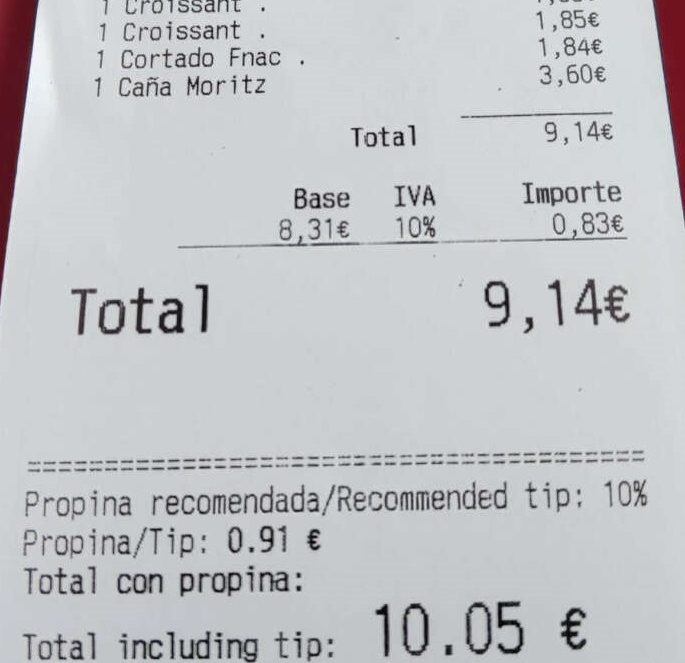 1 Croissant .
1 Croissant . 1,85€
1 Cortado Fnac . 1,84€
1 Caña Moritz 3,60€
Total 9,14€
Base IVA Importe
8,31€ 10% 0,83€
Total 9,14€
==========================================
Propina recomendada/Recommended tip: 10%
Propina/Tip: 0.91 €
Total con propina:
Total including tip: 10.05 €